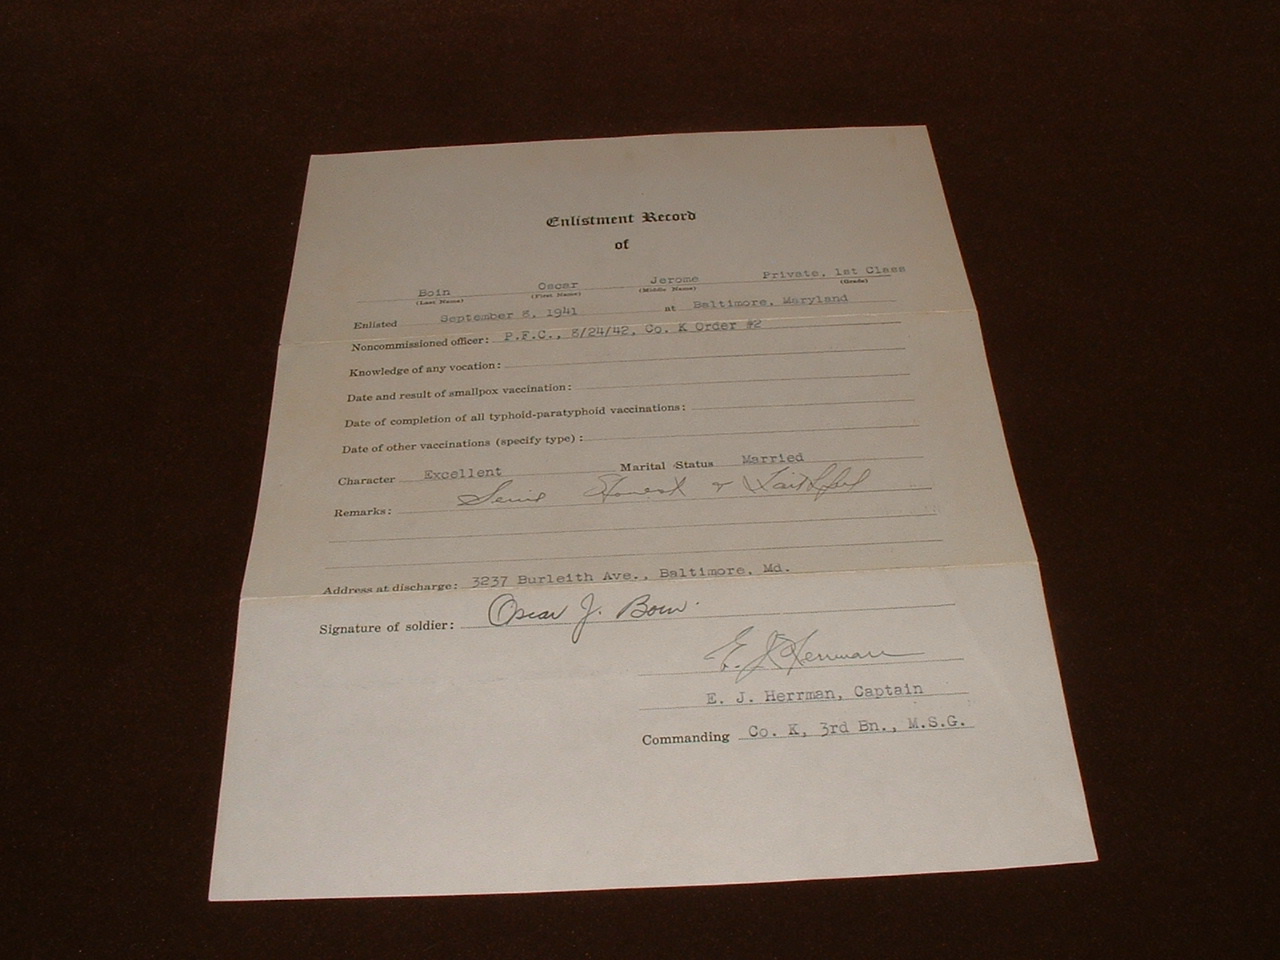 Enlistment Record
of
Boin Oscar Jerome Private, 1st Class
(Last Name) (First Name) (Middle Name) (Grade)
Enlisted September 8, 1941 at Baltimore, Maryland
Noncommissioned officer: P.F.C., 8/24/42, Co. K Order #2
Knowledge of any vocation:
Date and result of smallpox vaccination:
Date of completion of all typhoid-paratyphoid vaccinations:
Date of other vaccinations (specify type):
Character Excellent Marital Status Married
Remarks: Honest & Faithful
Address at discharge: 3237 Burleith Ave., Baltimore, Md.
Signature of soldier: Oscar J. Boin.
E. J. Herrman
E. J. Herrman, Captain
Commanding Co. K, 3rd Bn., M.S.G.